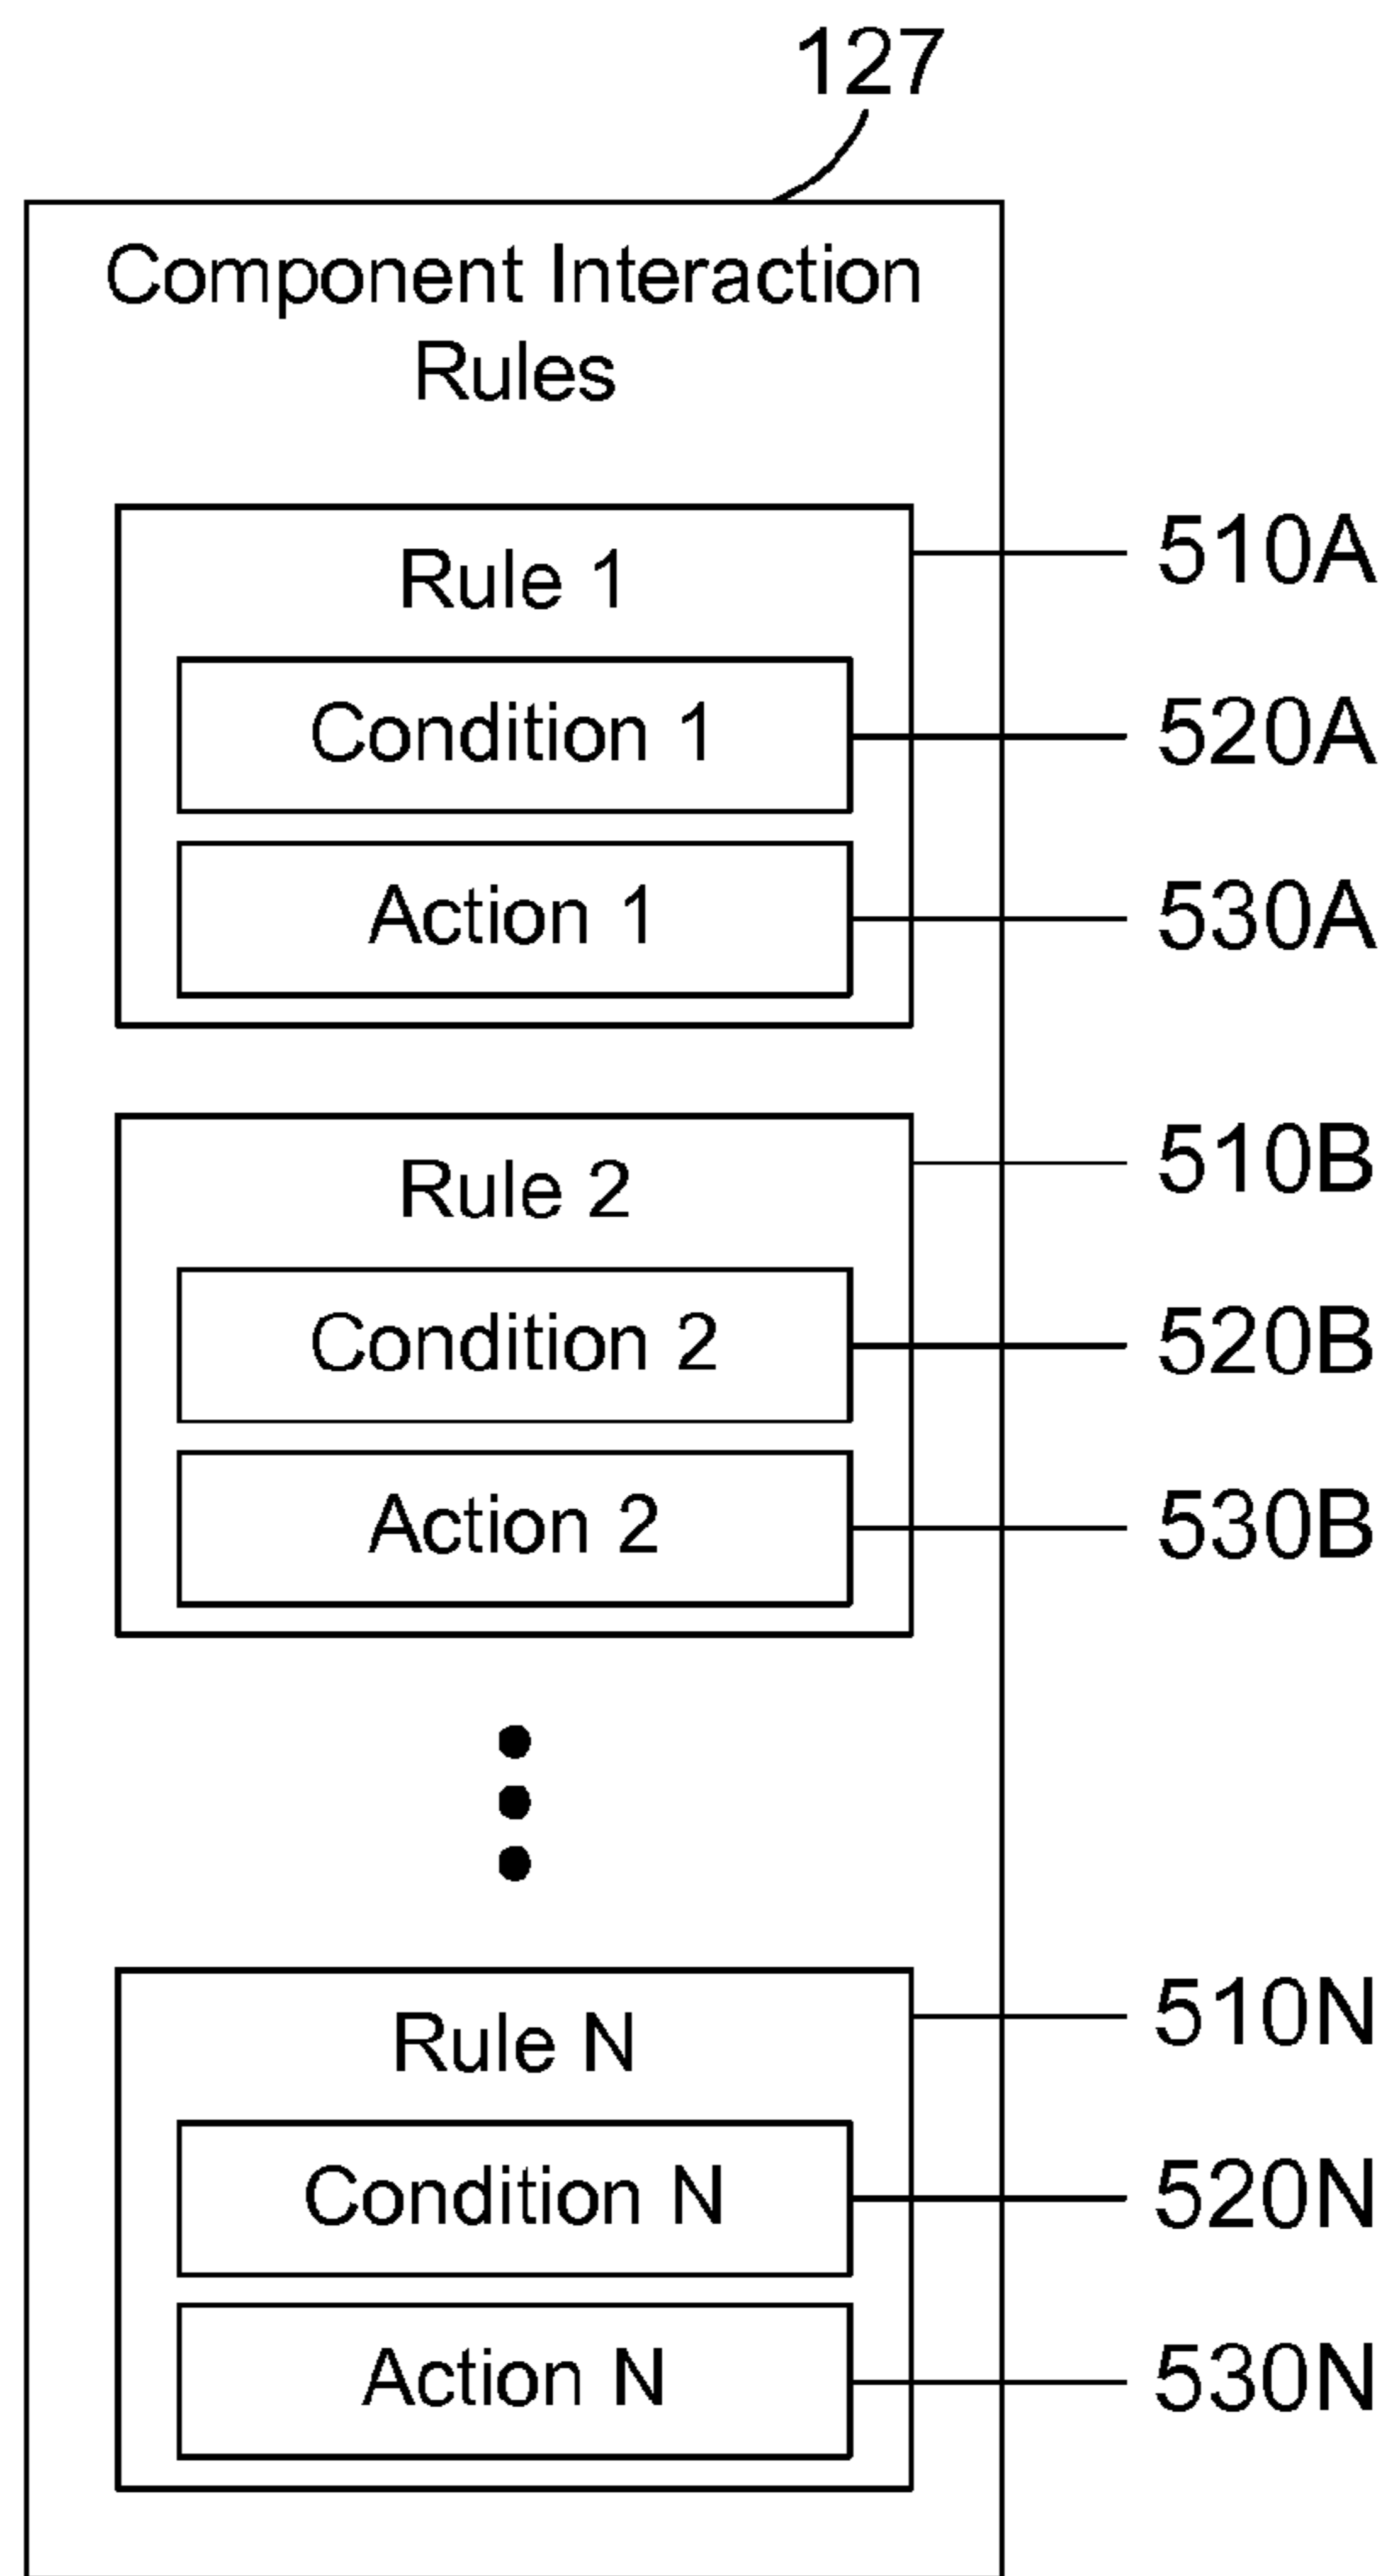 127
Component Interaction
Rules
Rule 1
510A
Condition 1
520A
Action 1
530A
Rule 2
510B
Condition 2
520B
Action 2
530B
Rule N
510N
Condition N
520N
Action N
530N